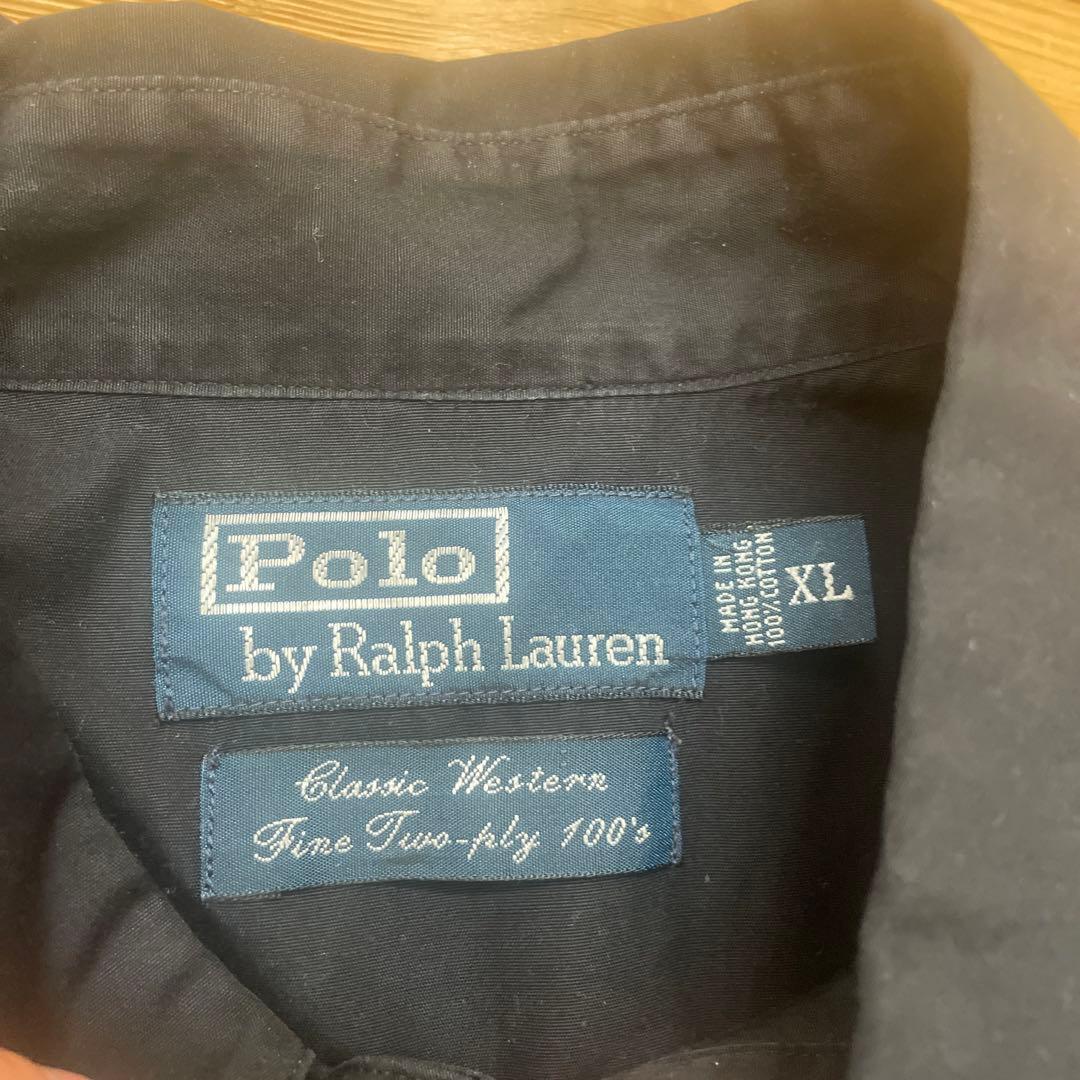 Polo
by Ralph Lauren
MADE IN
HONG KONG
100% COTTON
XL
Classic Western
Fine Two-ply 100's